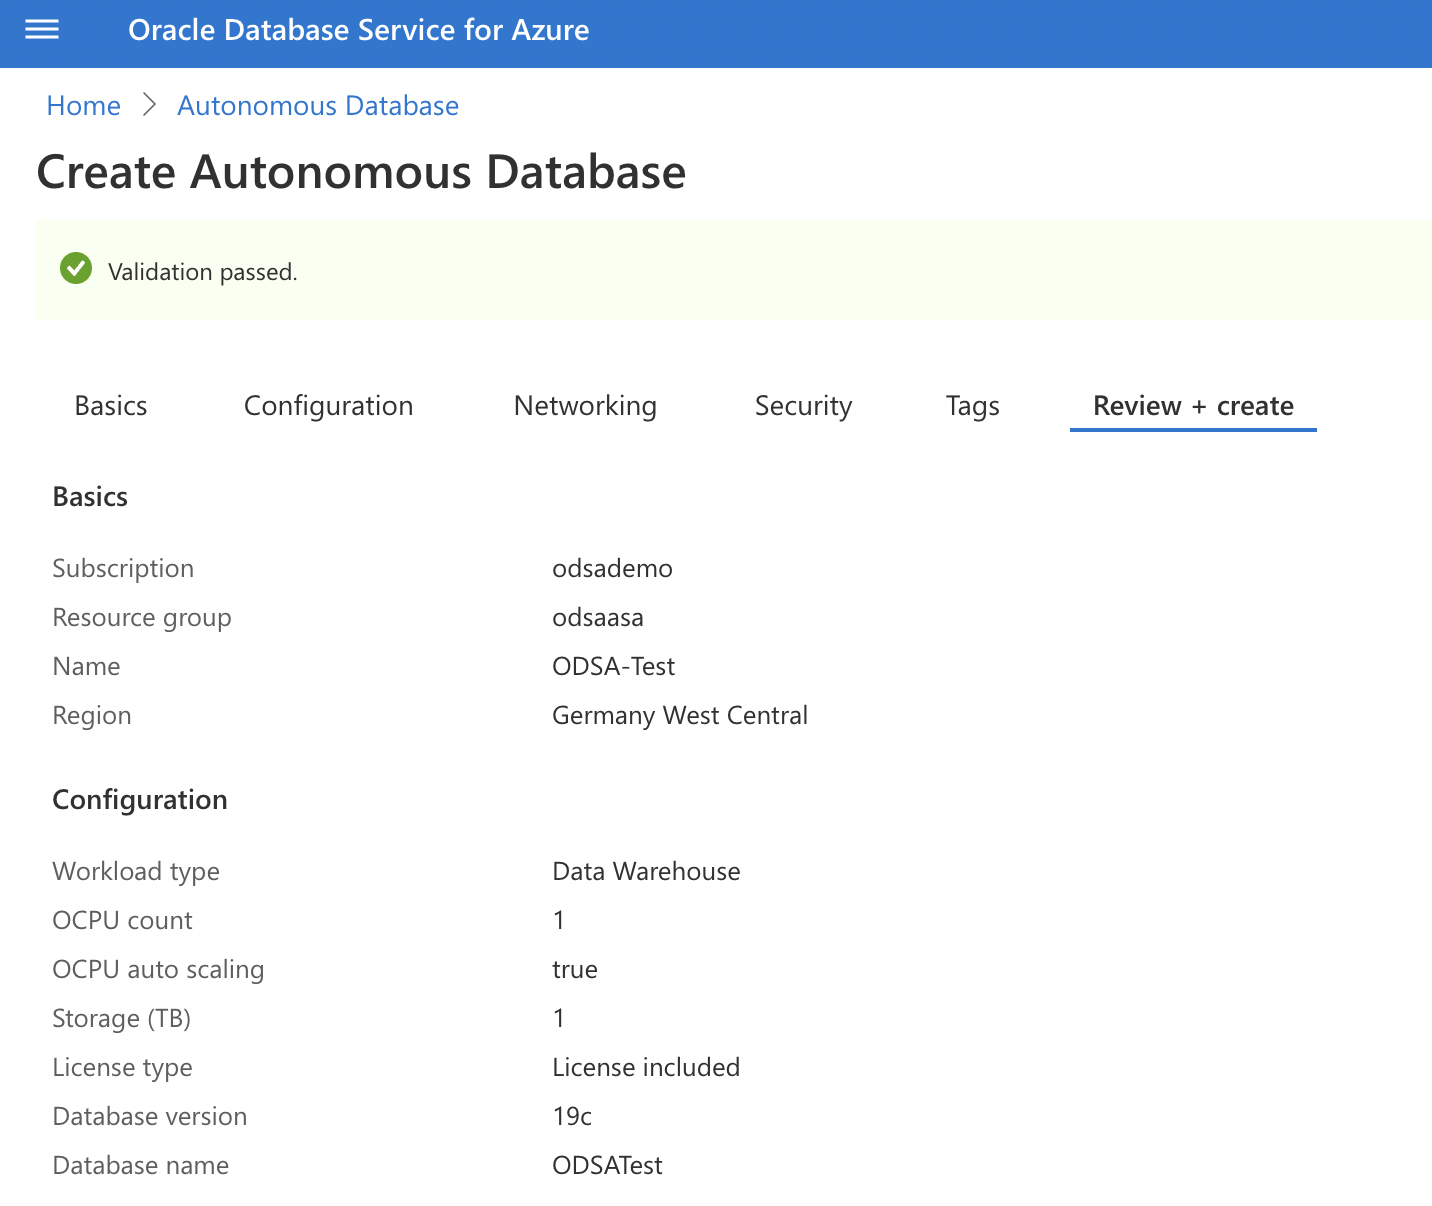 Oracle Database Service for Azure
Home > Autonomous Database
Create Autonomous Database
Validation passed.
Basics Configuration Networking Security Tags Review + create
Basics
Subscription odsademo
Resource group odsaasa
Name ODSA-Test
Region Germany West Central
Configuration
Workload type Data Warehouse
OCPU count 1
OCPU auto scaling true
Storage (TB) 1
License type License included
Database version 19c
Database name ODSATest